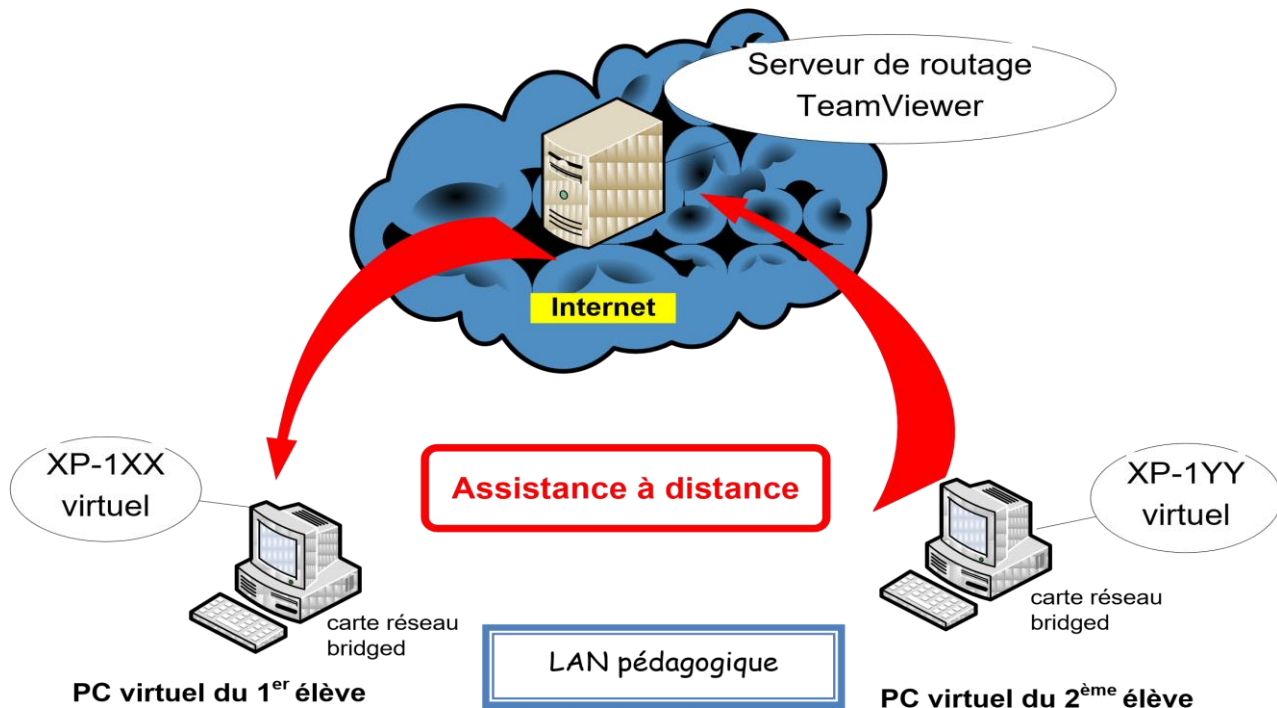 Serveur de routage
TeamViewer
Internet
XP-1XX
virtuel
Assistance à distance
XP-1YY
virtuel
carte réseau
bridged
carte réseau
bridged
LAN pédagogique
PC virtuel du 1er élève
PC virtuel du 2ème élève